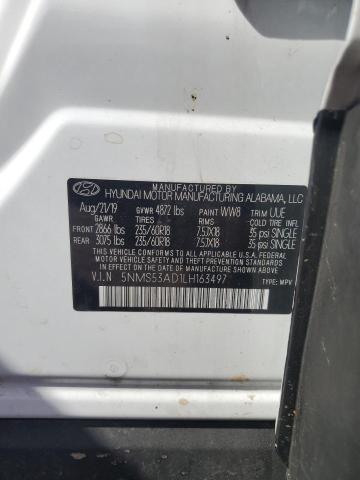 MANUFACTURED BY
HYUNDAI MOTOR MANUFACTURING ALABAMA, LLC
Aug/21/19 GVWR 4872 lbs PAINT WW8 TRIM UUE
GAWR TIRES RIMS COLD TIRE INFL
FRONT 2866 lbs 235/60R18 7.5JX18 35 psi SINGLE
REAR 3075 lbs 235/60R18 7.5JX18 35 psi SINGLE
THIS VEHICLE CONFORMS TO ALL APPLICABLE U.S.A. FEDERAL
MOTOR VEHICLE SAFETY, BUMPER, AND THEFT PREVENTION
STANDARDS IN EFFECT ON THE DATE OF MANUFACTURE SHOWN ABOVE.
V.I.N 5NMS53AD1LH163497 TYPE: MPV